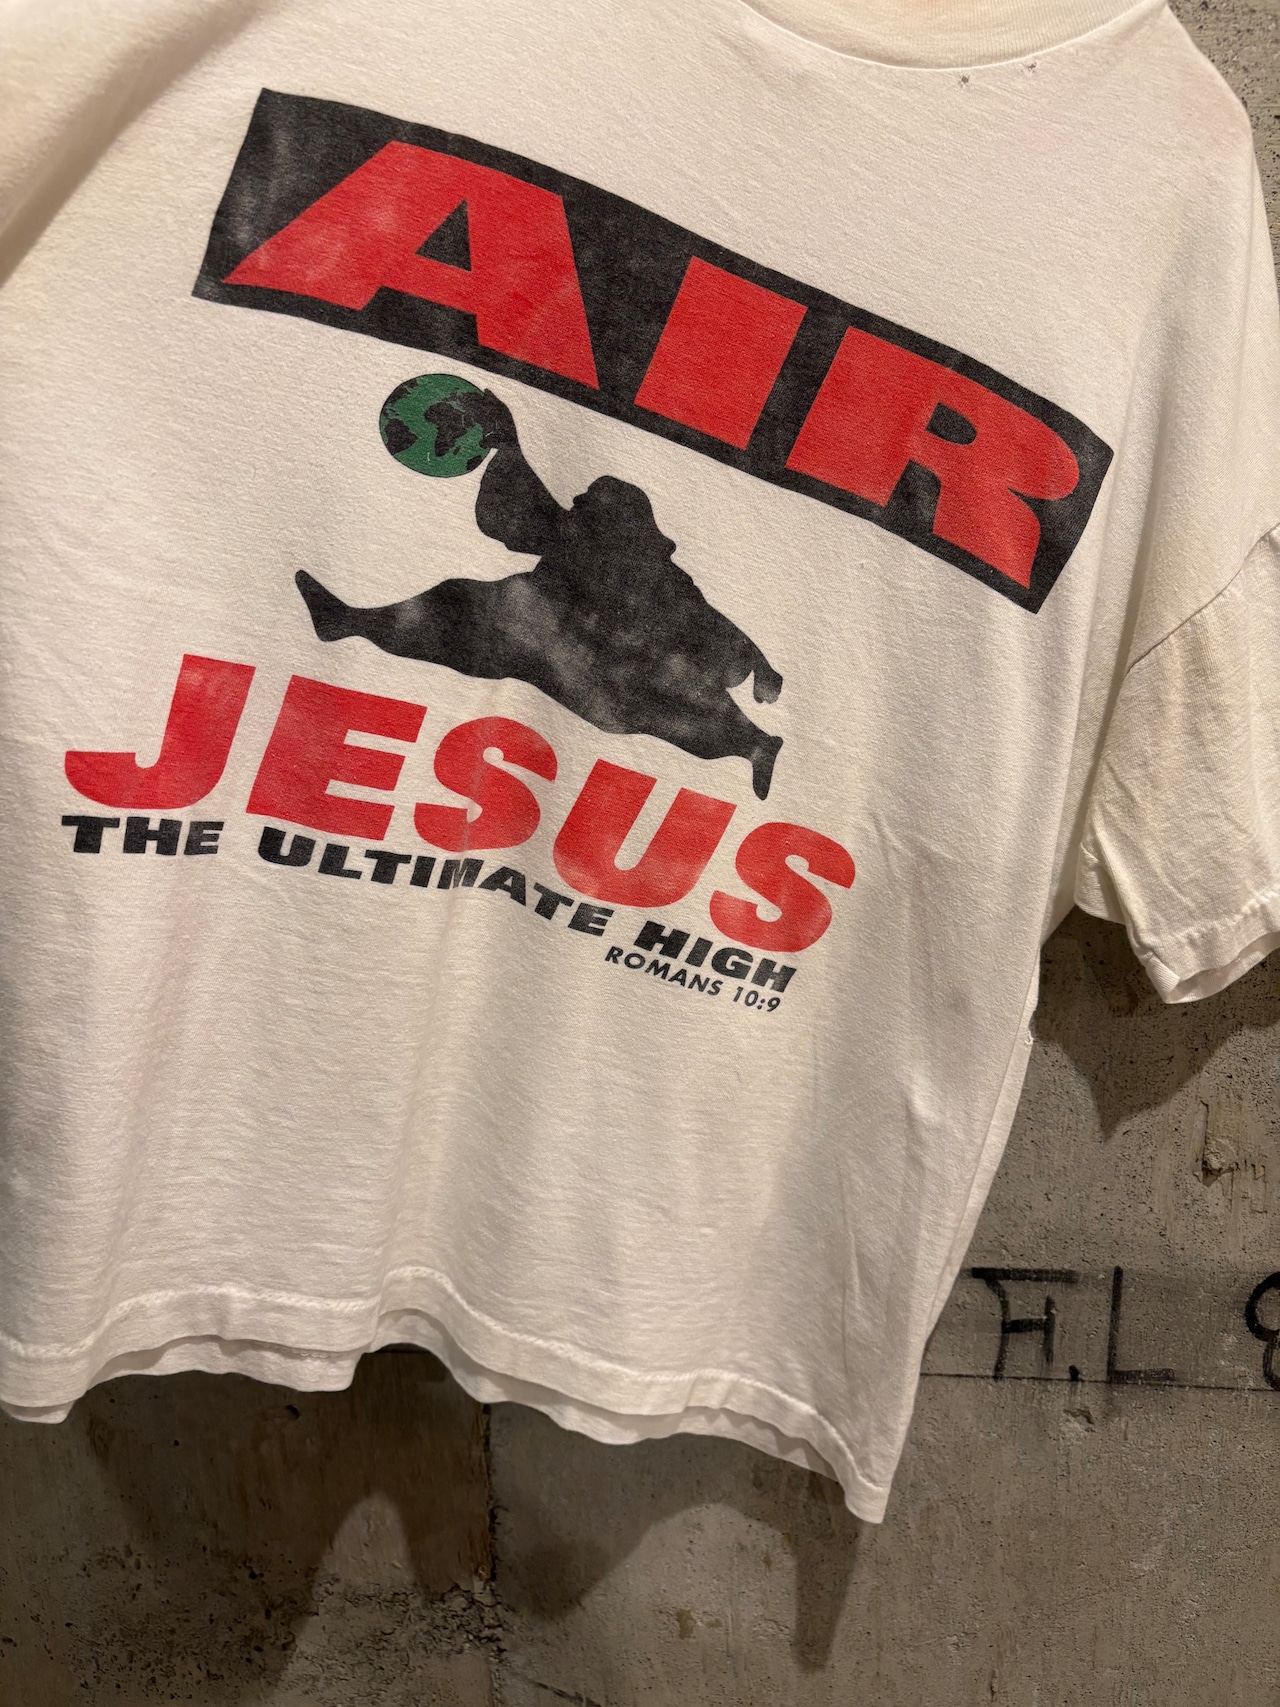 AIR
JESUS
THE ULTIMATE HIGH
ROMANS 10:9